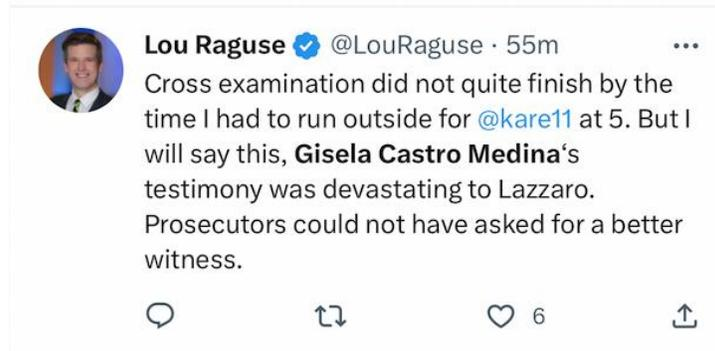 Lou Raguse @LouRaguse · 55m ...
Cross examination did not quite finish by the
time I had to run outside for @kare11 at 5. But I
will say this, Gisela Castro Medina‘s
testimony was devastating to Lazzaro.
Prosecutors could not have asked for a better
witness.
6